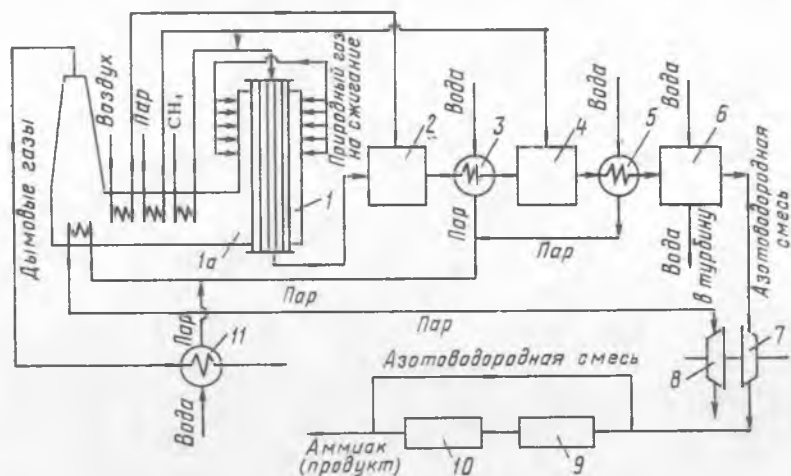 Дымовые газы
Воздух
Пар
CH₄
Природный газ
на сжигание
1
1а
2
Вода
3
Пар
4
Вода
5
Пар
Вода
6
Вода
В турбину
Азотоводородная
смесь
Пар
Пар
Пар
11
Вода
8
7
Азотоводородная смесь
Аммиак
(продукт)
10
9